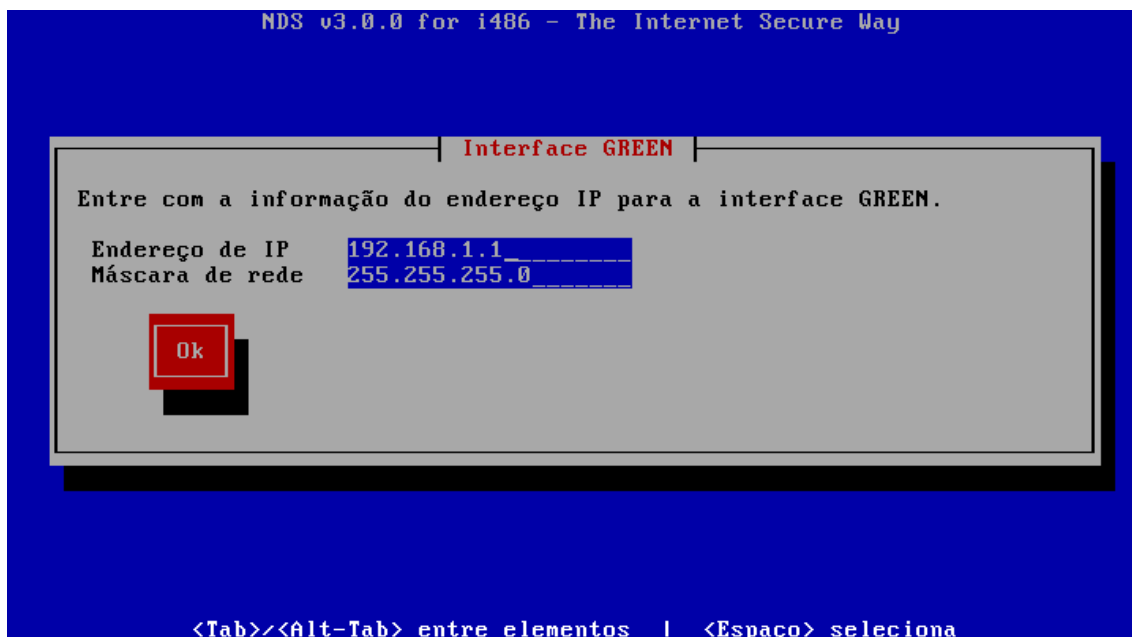 NDS v3.0.0 for i486 - The Internet Secure Way
Interface GREEN
Entre com a informação do endereço IP para a interface GREEN.
Endereço de IP 192.168.1.1_________
Máscara de rede 255.255.255.0_______
Ok
<Tab>/<Alt-Tab> entre elementos | <Espaco> seleciona